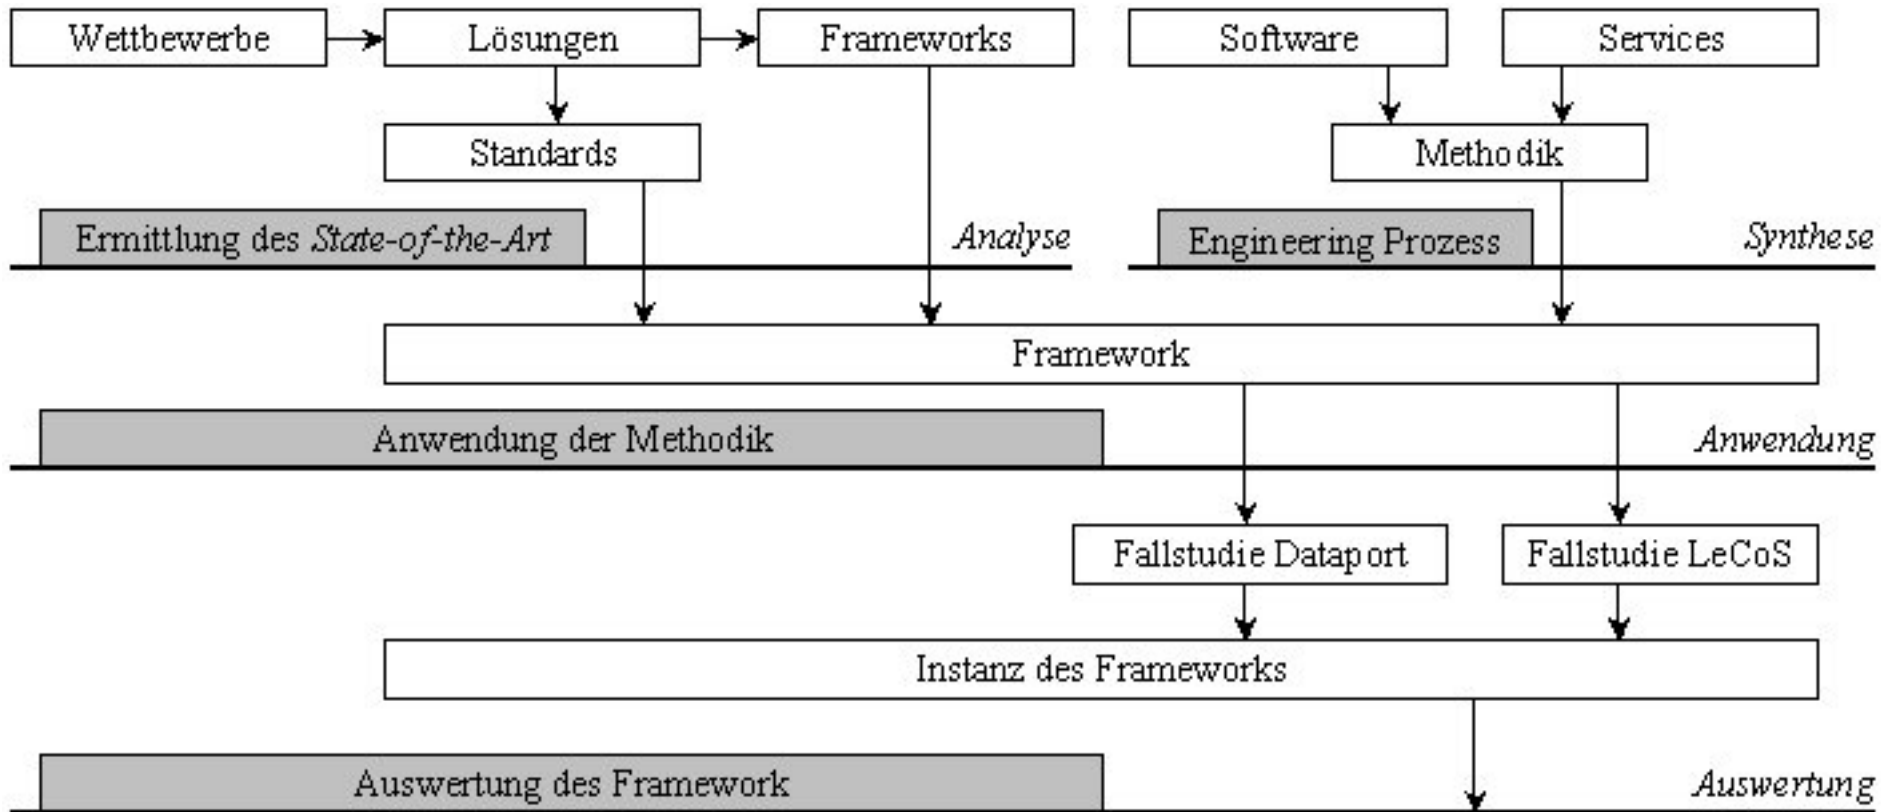 Wettbewerbe
Lösungen
Frameworks
Software
Services
Standards
Methodik
Ermittlung des State-of-the-Art
Analyse
Engineering Prozess
Synthese
Framework
Anwendung der Methodik
Anwendung
Fallstudie Dataport
Fallstudie LeCoS
Instanz des Frameworks
Auswertung des Framework
Auswertung